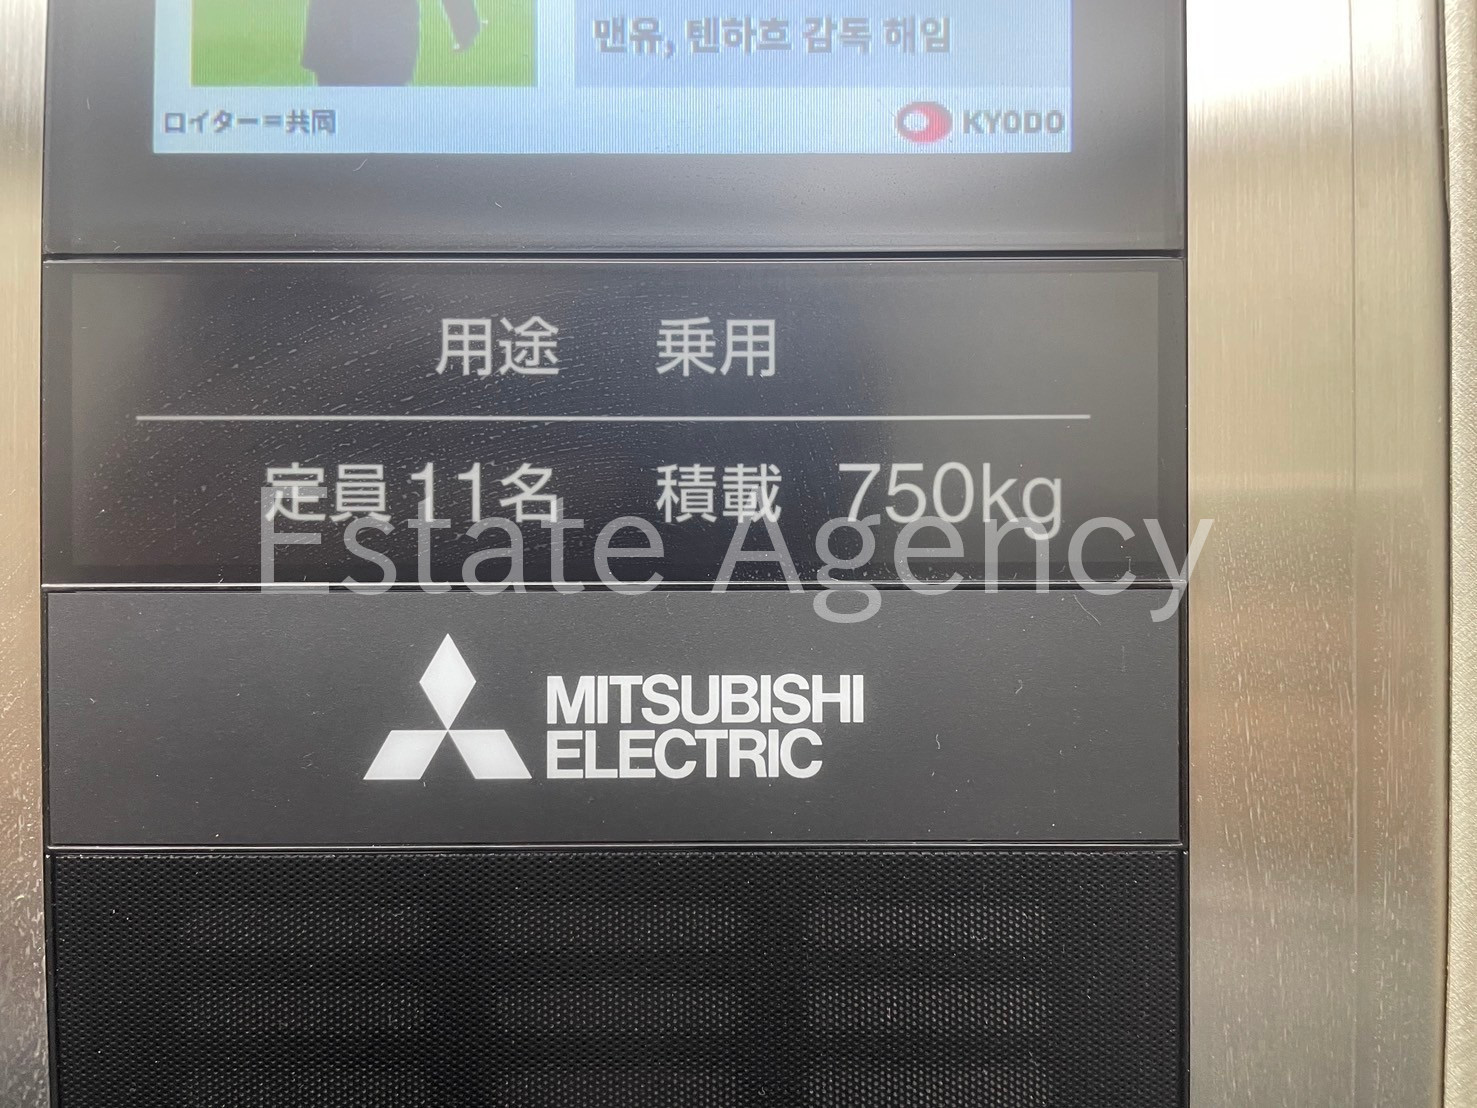 맨유, 텐하흐 감독 해임
ロイター＝共同
KYODO
用途 乗用
定員 11名 積載 750kg
Estate Agency
MITSUBISHI
ELECTRIC